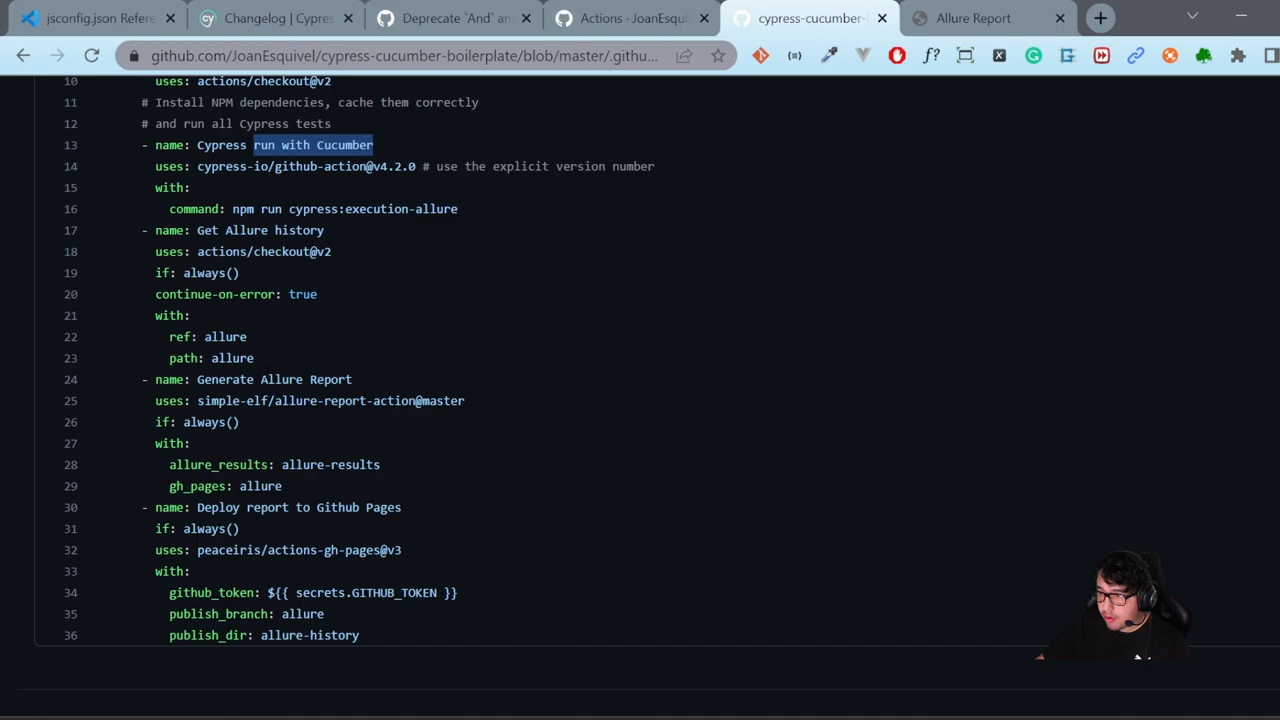 jsconfig.json Refere
Changelog | Cypres
Deprecate `And` an
Actions · JoanEsqui
cypress-cucumber-
Allure Report
github.com/JoanEsquivel/cypress-cucumber-boilerplate/blob/master/.githu...
10 uses: actions/checkout@v2
11 # Install NPM dependencies, cache them correctly
12 # and run all Cypress tests
13 - name: Cypress run with Cucumber
14 uses: cypress-io/github-action@v4.2.0 # use the explicit version number
15 with:
16 command: npm run cypress:execution-allure
17 - name: Get Allure history
18 uses: actions/checkout@v2
19 if: always()
20 continue-on-error: true
21 with:
22 ref: allure
23 path: allure
24 - name: Generate Allure Report
25 uses: simple-elf/allure-report-action@master
26 if: always()
27 with:
28 allure_results: allure-results
29 gh_pages: allure
30 - name: Deploy report to Github Pages
31 if: always()
32 uses: peaceiris/actions-gh-pages@v3
33 with:
34 github_token: ${{ secrets.GITHUB_TOKEN }}
35 publish_branch: allure
36 publish_dir: allure-history